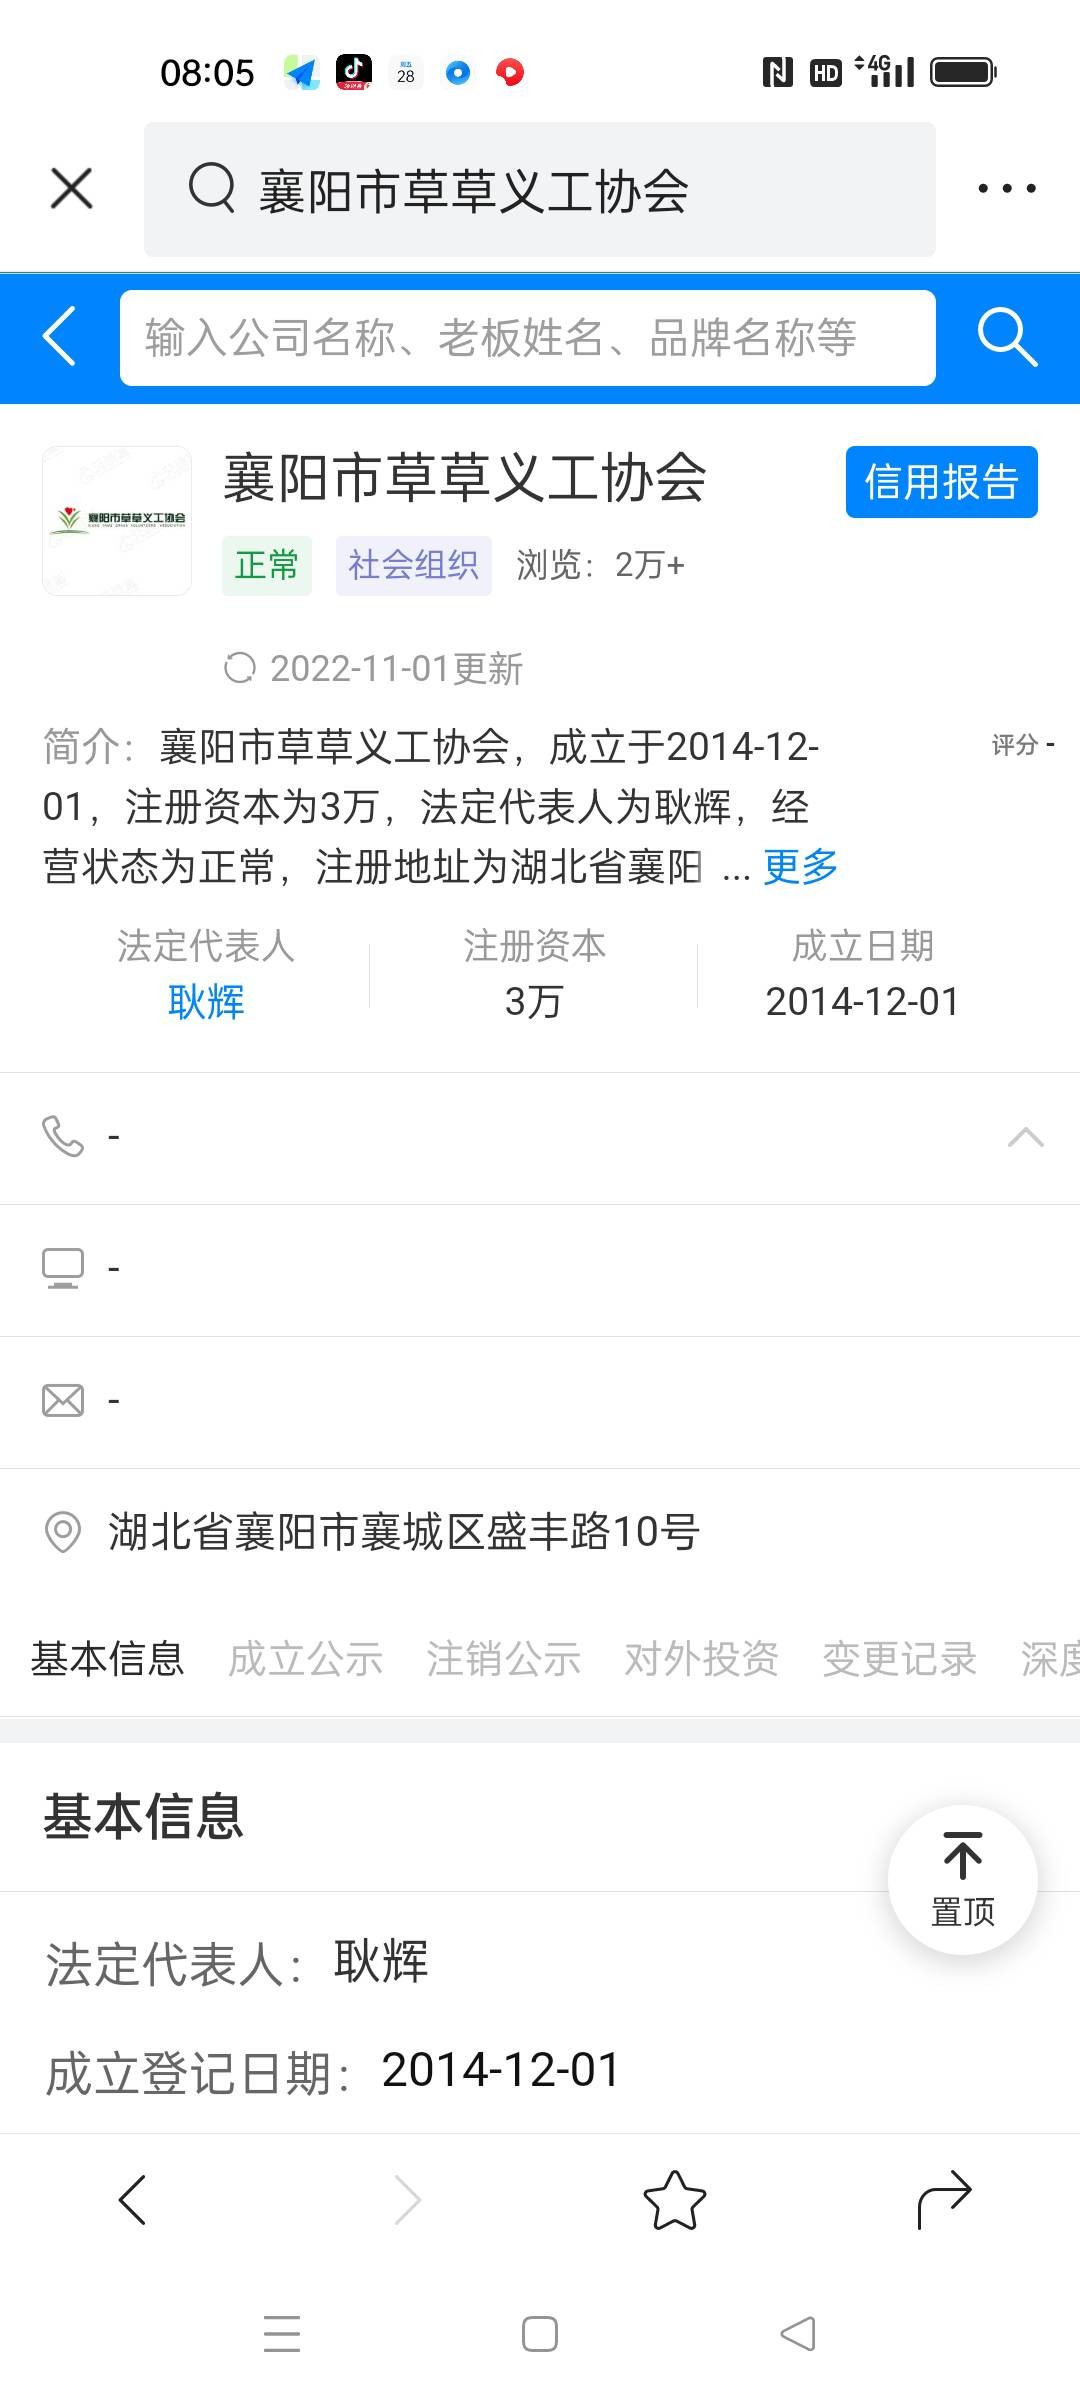 08:05
周五
28
N
HD
4G
襄阳市草草义工协会
输入公司名称、老板姓名、品牌名称等
襄阳市草草义工协会
襄阳市草草义工协会
信用报告
正常
社会组织
浏览：2万+
2022-11-01更新
简介：襄阳市草草义工协会，成立于2014-12-
01，注册资本为3万，法定代表人为耿辉，经
营状态为正常，注册地址为湖北省襄阳 ... 更多
评分 -
法定代表人
注册资本
成立日期
耿辉
3万
2014-12-01
-
-
-
湖北省襄阳市襄城区盛丰路10号
基本信息 成立公示 注销公示 对外投资 变更记录 深度
基本信息
置顶
法定代表人：耿辉
成立登记日期：2014-12-01